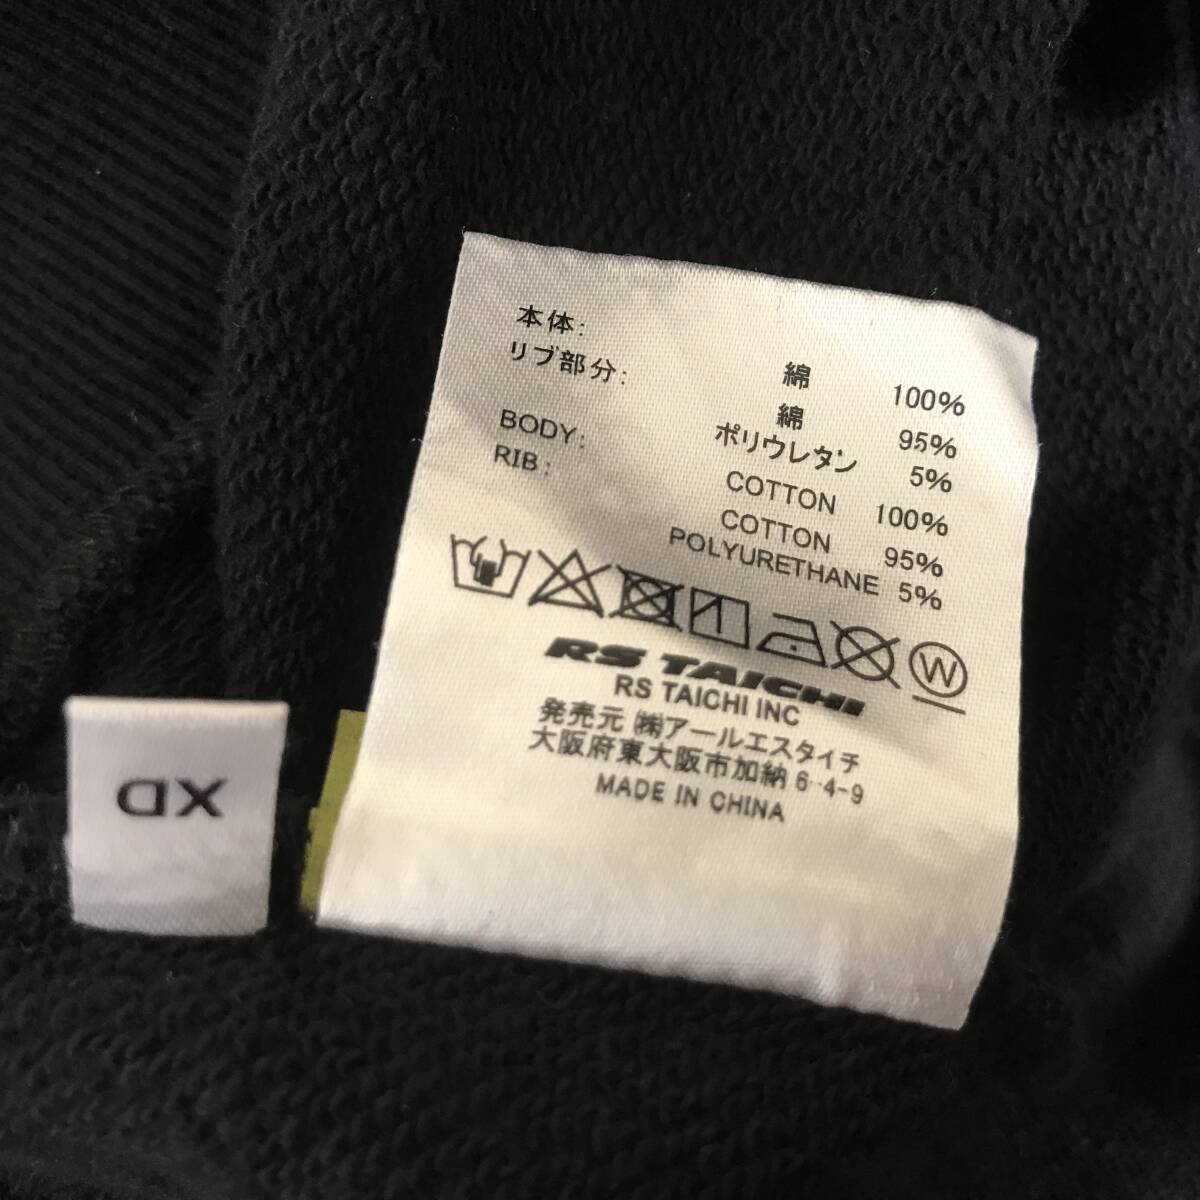 本体: 綿 100%
リブ部分: 綿 95%
ポリウレタン 5%
BODY: COTTON 100%
RIB: COTTON 95%
POLYURETHANE 5%
W
RS TAICHI
RS TAICHI INC
発売元 ㈱アールエスタイチ
大阪府東大阪市加納6-4-9
MADE IN CHINA
XD